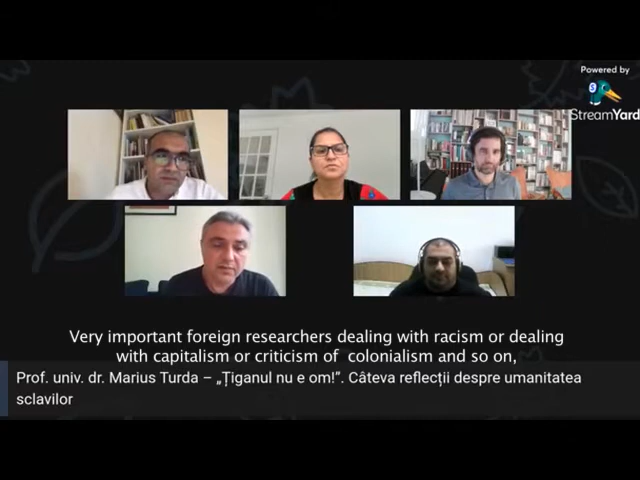 Powered by
StreamYard
Very important foreign researchers dealing with racism or dealing
with capitalism or criticism of colonialism and so on,
Prof. univ. dr. Marius Turda – „Țiganul nu e om!”. Câteva reflecții despre umanitatea
sclavilor